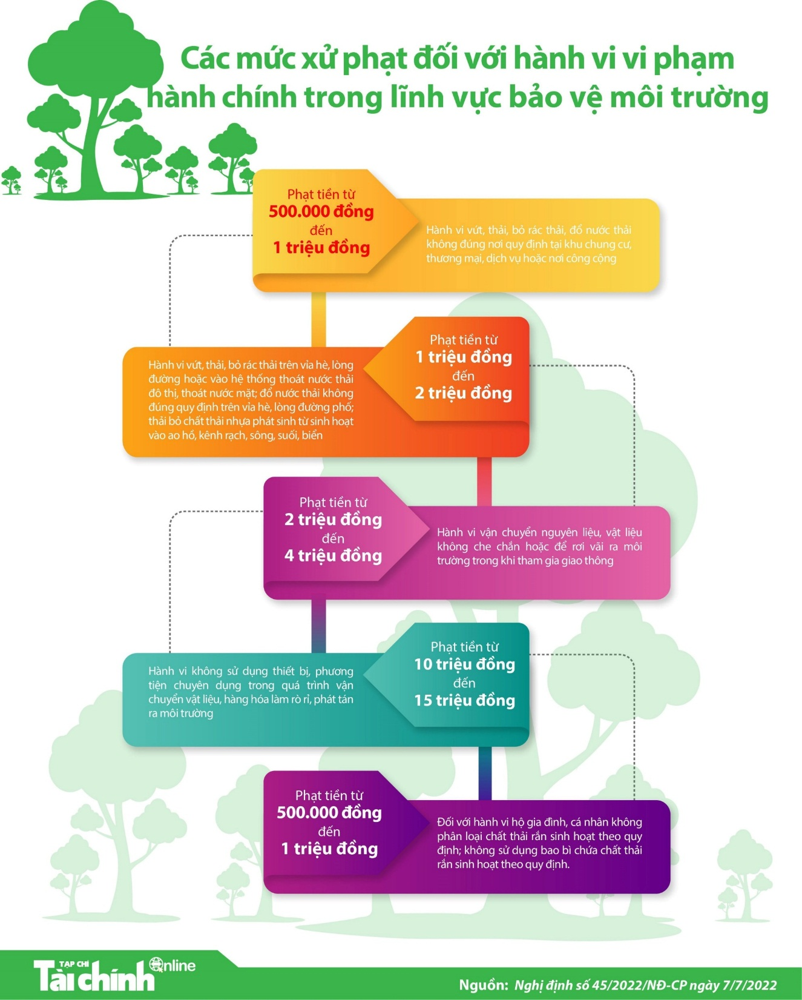 Các mức xử phạt đối với hành vi vi phạm
hành chính trong lĩnh vực bảo vệ môi trường
Phạt tiền từ
500.000 đồng
đến
1 triệu đồng
Hành vi vứt, thải, bỏ rác thải, đổ nước thải
không đúng nơi quy định tại khu chung cư,
thương mại, dịch vụ hoặc nơi công cộng
Phạt tiền từ
1 triệu đồng
đến
2 triệu đồng
Hành vi vứt, thải, bỏ rác thải trên vỉa hè, lòng
đường hoặc vào hệ thống thoát nước thải
đô thị, thoát nước mặt; đổ nước thải không
đúng quy định trên vỉa hè, lòng đường phố;
thải bỏ chất thải nhựa phát sinh từ sinh hoạt
vào ao hồ, kênh rạch, sông, suối, biển
Phạt tiền từ
2 triệu đồng
đến
4 triệu đồng
Hành vi vận chuyển nguyên liệu, vật liệu
không che chắn hoặc để rơi vãi ra môi
trường trong khi tham gia giao thông
Phạt tiền từ
10 triệu đồng
đến
15 triệu đồng
Hành vi không sử dụng thiết bị, phương
tiện chuyên dụng trong quá trình vận
chuyển vật liệu, hàng hóa làm rò rỉ, phát tán
ra môi trường
Phạt tiền từ
500.000 đồng
đến
1 triệu đồng
Đối với hành vi hộ gia đình, cá nhân không
phân loại chất thải rắn sinh hoạt theo quy
định; không sử dụng bao bì chứa chất thải
rắn sinh hoạt theo quy định.
TẠP CHÍ
Tài chính Online
Nguồn: Nghị định số 45/2022/NĐ-CP ngày 7/7/2022